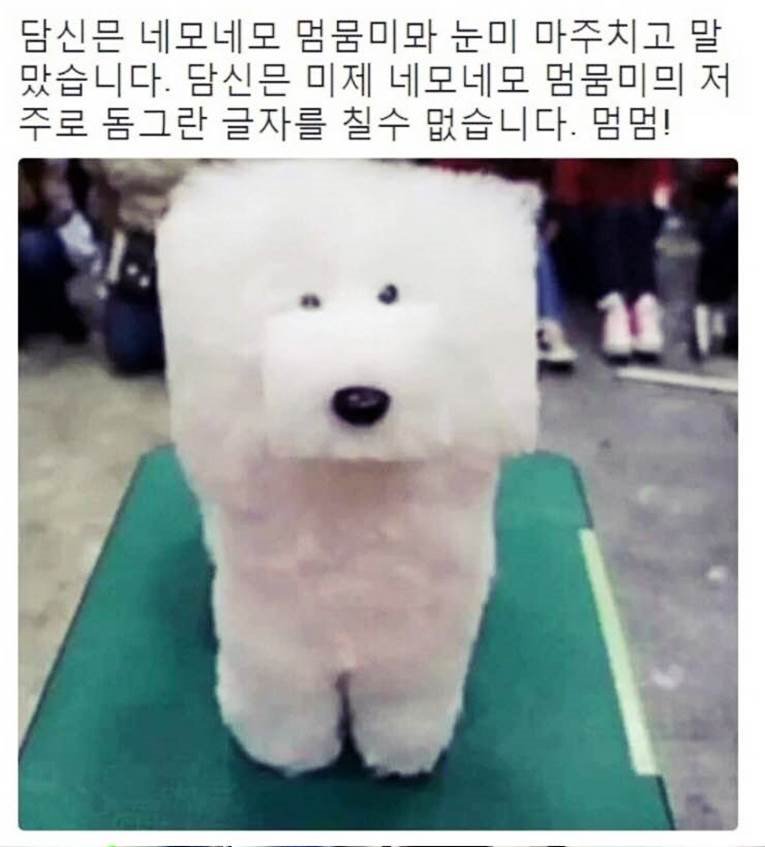 담신믄 네모네모 멈뭄미와 눈미 마주치고 말
맜습니다. 담신믄 미제 네모네모 멈뭄미믜 저
주로 돔그란 글자를 칠수 멊습니다. 멈멈!